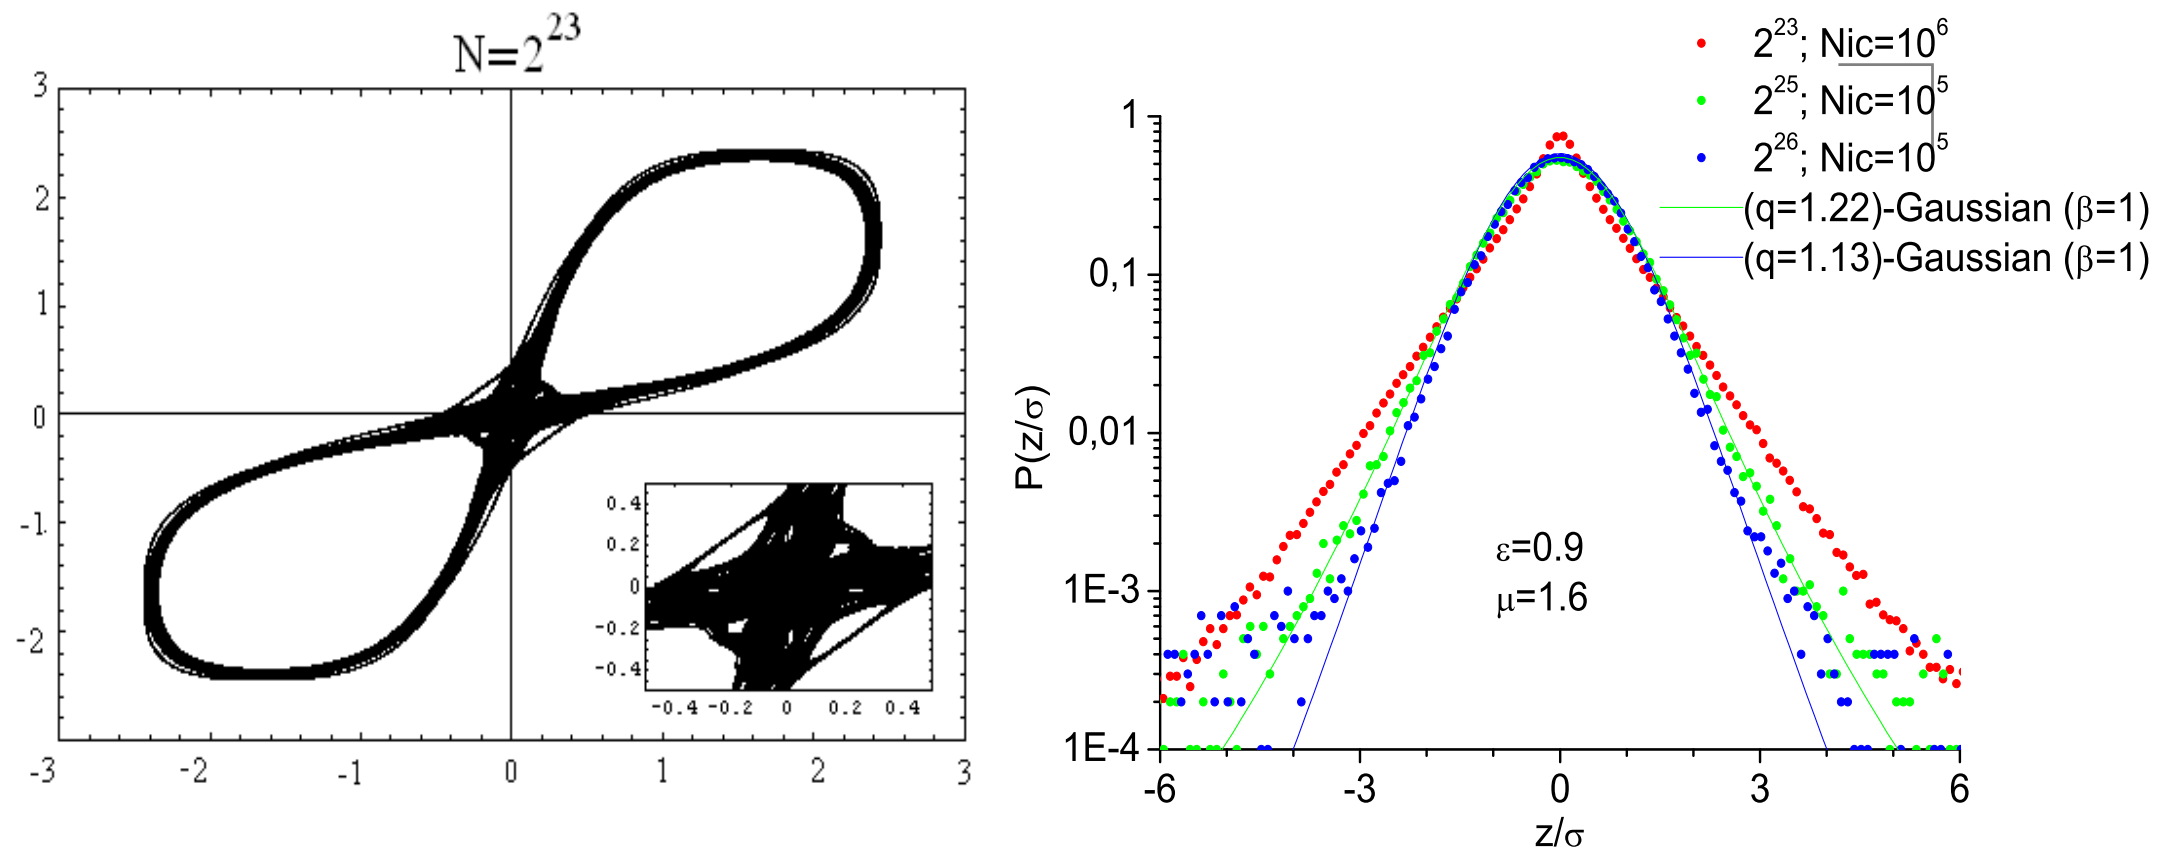 N=2^23
3
2
1
0
-1
-2
-3 -2 -1 0 1 2 3
0.4
0.2
0
-0.2
-0.4
-0.4 -0.2 0 0.2 0.4
2^23; Nic=10^6
2^25; Nic=10^5
2^26; Nic=10^5
(q=1.22)-Gaussian (β=1)
(q=1.13)-Gaussian (β=1)
P(z/σ)
1
0,1
0,01
1E-3
1E-4
ε=0.9
μ=1.6
-6 -3 0 3 6
z/σ